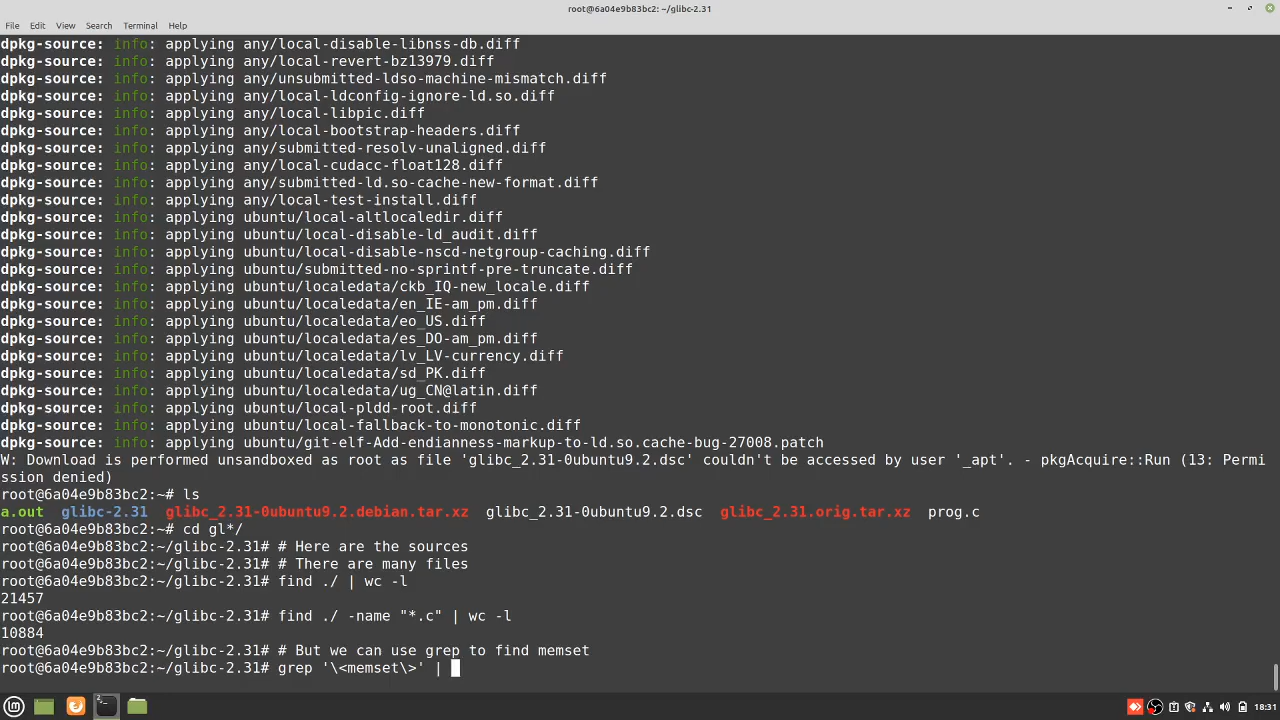 root@6a04e9b83bc2: ~/glibc-2.31
File Edit View Search Terminal Help
dpkg-source: info: applying any/local-disable-libnss-db.diff
dpkg-source: info: applying any/local-revert-bz13979.diff
dpkg-source: info: applying any/unsubmitted-ldso-machine-mismatch.diff
dpkg-source: info: applying any/local-ldconfig-ignore-ld.so.diff
dpkg-source: info: applying any/local-libpic.diff
dpkg-source: info: applying any/local-bootstrap-headers.diff
dpkg-source: info: applying any/submitted-resolv-unaligned.diff
dpkg-source: info: applying any/local-cudacc-float128.diff
dpkg-source: info: applying any/submitted-ld.so-cache-new-format.diff
dpkg-source: info: applying any/local-test-install.diff
dpkg-source: info: applying ubuntu/local-altlocaledir.diff
dpkg-source: info: applying ubuntu/local-disable-ld_audit.diff
dpkg-source: info: applying ubuntu/local-disable-nscd-netgroup-caching.diff
dpkg-source: info: applying ubuntu/submitted-no-sprintf-pre-truncate.diff
dpkg-source: info: applying ubuntu/localedata/ckb_IQ-new_locale.diff
dpkg-source: info: applying ubuntu/localedata/en_IE-am_pm.diff
dpkg-source: info: applying ubuntu/localedata/eo_US.diff
dpkg-source: info: applying ubuntu/localedata/es_DO-am_pm.diff
dpkg-source: info: applying ubuntu/localedata/lv_LV-currency.diff
dpkg-source: info: applying ubuntu/localedata/sd_PK.diff
dpkg-source: info: applying ubuntu/localedata/ug_CN@latin.diff
dpkg-source: info: applying ubuntu/local-pldd-root.diff
dpkg-source: info: applying ubuntu/local-fallback-to-monotonic.diff
dpkg-source: info: applying ubuntu/git-elf-Add-endianness-markup-to-ld.so.cache-bug-27008.patch
W: Download is performed unsandboxed as root as file 'glibc_2.31-0ubuntu9.2.dsc' couldn't be accessed by user '_apt'. - pkgAcquire::Run (13: Permi
ssion denied)
root@6a04e9b83bc2:~# ls
a.out  glibc-2.31  glibc_2.31-0ubuntu9.2.debian.tar.xz  glibc_2.31-0ubuntu9.2.dsc  glibc_2.31.orig.tar.xz  prog.c
root@6a04e9b83bc2:~# cd gl*/
root@6a04e9b83bc2:~/glibc-2.31# # Here are the sources
root@6a04e9b83bc2:~/glibc-2.31# # There are many files
root@6a04e9b83bc2:~/glibc-2.31# find ./ | wc -l
21457
root@6a04e9b83bc2:~/glibc-2.31# find ./ -name "*.c" | wc -l
10884
root@6a04e9b83bc2:~/glibc-2.31# # But we can use grep to find memset
root@6a04e9b83bc2:~/glibc-2.31# grep '\<memset\>' |
18:31